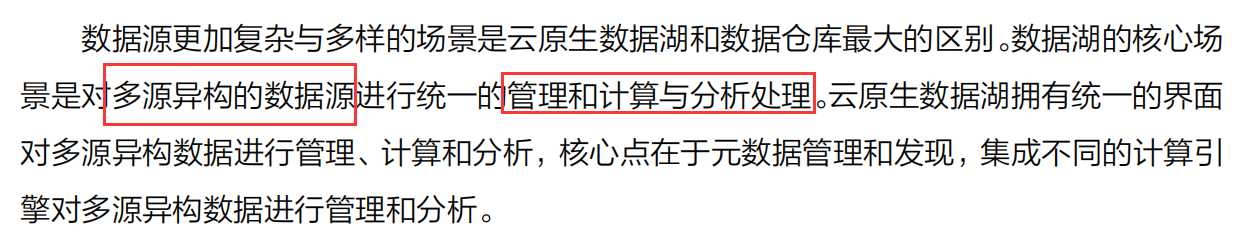 数据源更加复杂与多样的场景是云原生数据湖和数据仓库最大的区别。数据湖的核心场
景是对多源异构的数据源进行统一的管理和计算与分析处理。云原生数据湖拥有统一的界面
对多源异构数据进行管理、计算和分析，核心点在于元数据管理和发现，集成不同的计算引
擎对多源异构数据进行管理和分析。